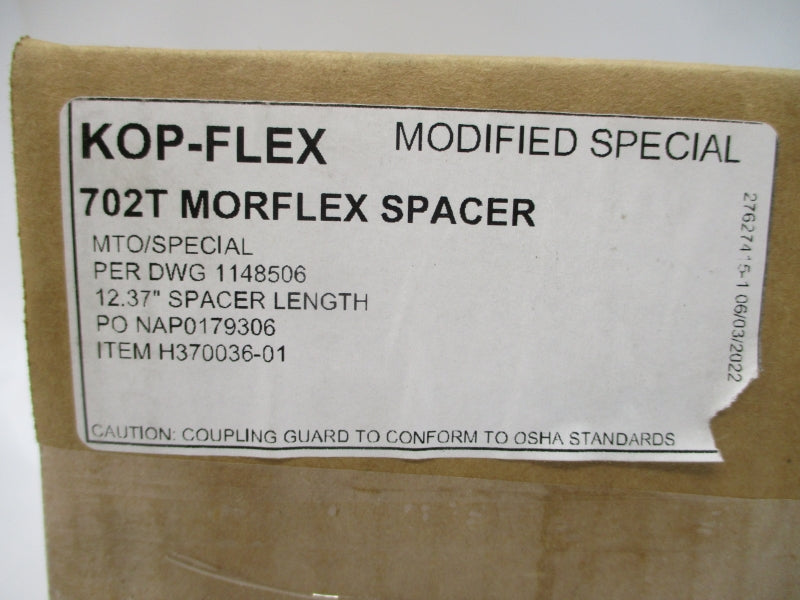 KOP-FLEX MODIFIED SPECIAL
702T MORFLEX SPACER
MTO/SPECIAL
PER DWG 1148506
12.37" SPACER LENGTH
PO NAP0179306
ITEM H370036-01
CAUTION: COUPLING GUARD TO CONFORM TO OSHA STANDARDS
06/03/2022